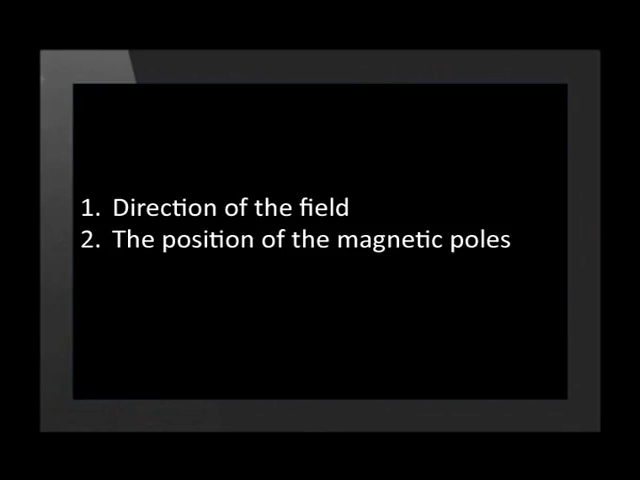 1. Direction of the field
2. The position of the magnetic poles